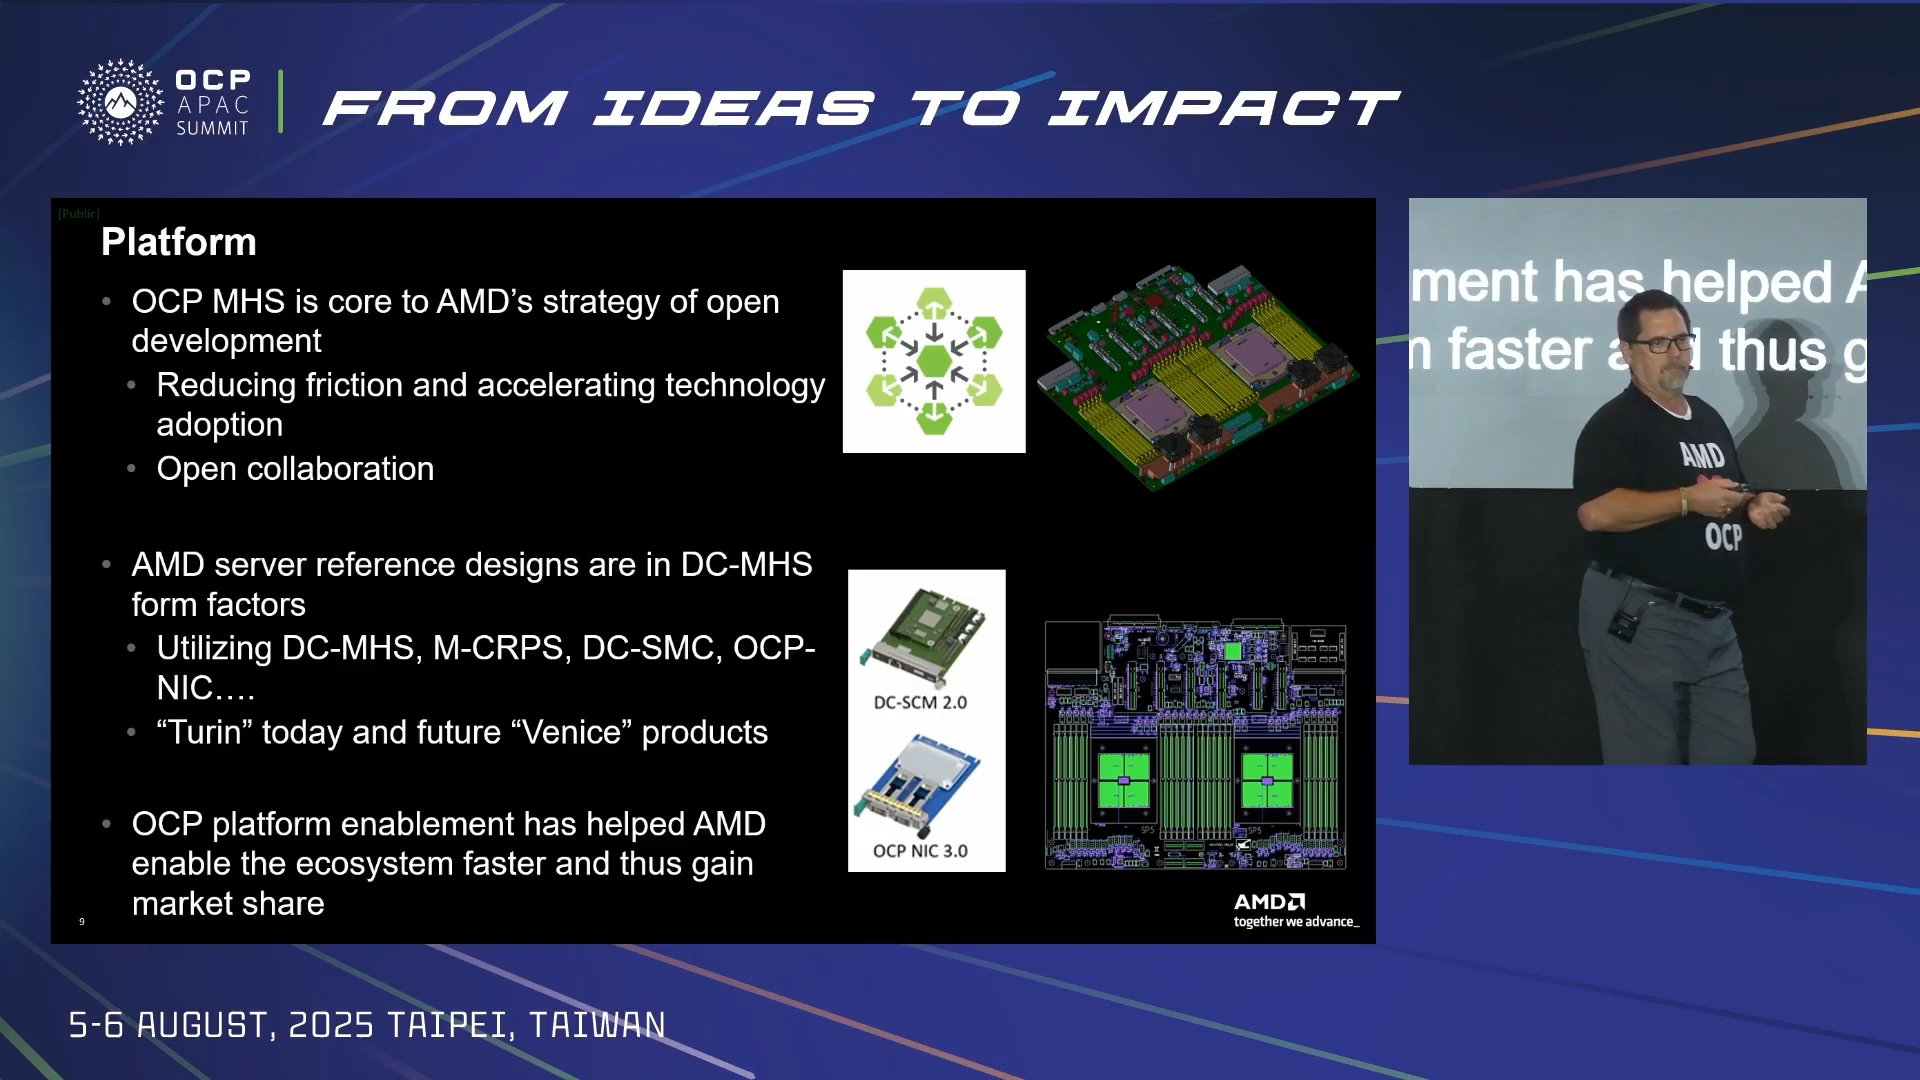 OCP
APAC
SUMMIT
FROM IDEAS TO IMPACT
[Public]
Platform
• OCP MHS is core to AMD’s strategy of open
development
• Reducing friction and accelerating technology
adoption
• Open collaboration
• AMD server reference designs are in DC-MHS
form factors
• Utilizing DC-MHS, M-CRPS, DC-SMC, OCP-
NIC….
• “Turin” today and future “Venice” products
• OCP platform enablement has helped AMD
enable the ecosystem faster and thus gain
market share
9
DC-SCM 2.0
OCP NIC 3.0
SP5
SP5
AMD
together we advance_
ment has helped A
faster
thus g
AMD
OCP
5-6 AUGUST, 2025 TAIPEI, TAIWAN